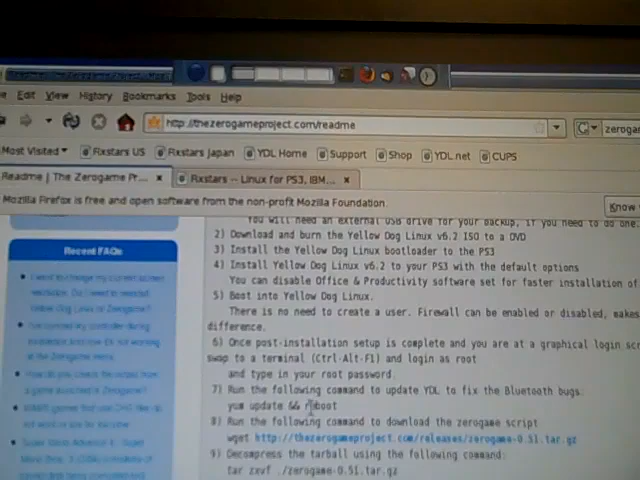 Edit View History Bookmarks Tools Help
http://thezerogameproject.com/readme
zerogam
Most Visited Fixstars US Fixstars Japan YDL Home Support Shop YDL.net CUPS
Readme | The Zerogame Pr... Fixstars -- Linux for PS3, IBM...
Mozilla Firefox is free and open software from the non-profit Mozilla Foundation.
Know
You will need an external USB drive for your backup, if you need to do one.
2) Download and burn the Yellow Dog Linux v6.2 ISO to a DVD
3) Install the Yellow Dog Linux bootloader to the PS3
4) Install Yellow Dog Linux v6.2 to your PS3 with the default options
You can disable Office & Productivity software set for faster installation of
5) Boot into Yellow Dog Linux.
There is no need to create a user. Firewall can be enabled or disabled, makes
difference.
6) Once post-installation setup is complete and you are at a graphical login scr
swap to a terminal (Ctrl-Alt-F1) and login as root
and type in your root password.
7) Run the following command to update YDL to fix the Bluetooth bugs:
yum update && reboot
8) Run the following command to download the zerogame script
wget http://thezerogameproject.com/releases/zerogame-0.51.tar.gz
9) Decompress the tarball using the following command:
tar zxvf ./zerogame-0.51.tar.gz
Recent FAQs